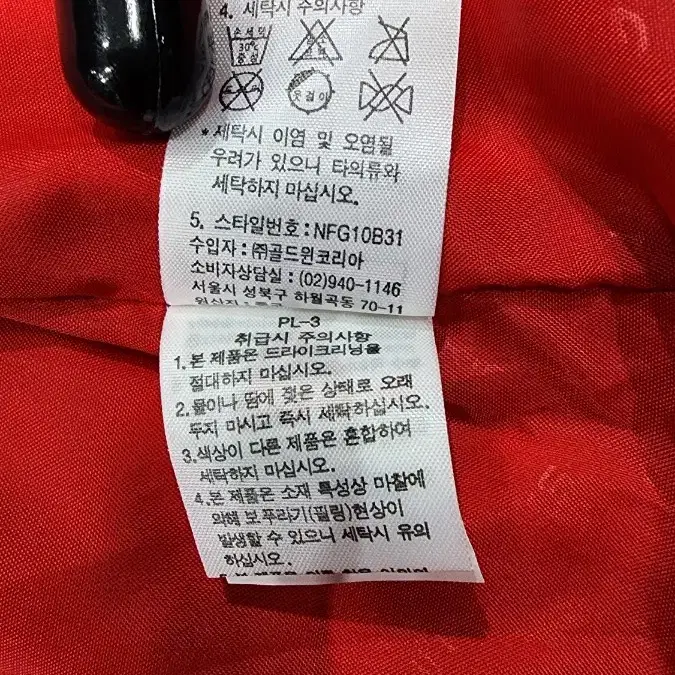 4. 세탁시 주의사항
손세탁
30℃
중성
옷걸이
* 세탁시 이염 및 오염될
우려가 있으니 타의류와
세탁하지 마십시오.
5. 스타일번호 : NFG10B31
수입자 : ㈜골드윈코리아
소비자상담실 : (02)940-1146
서울시 성북구 하월곡동 70-11
PL-3
취급시 주의사항
1. 본 제품은 드라이크리닝을
절대하지 마십시오.
2. 물이나 땀에 젖은 상태로 오래
두지 마시고 즉시 세탁하십시오.
3. 색상이 다른 제품은 혼합하여
세탁하지 마십시오.
4. 본 제품은 소재 특성상 마찰에
약해 보푸라기(필링)현상이
발생할 수 있으니 세탁시 유의
하십시오.